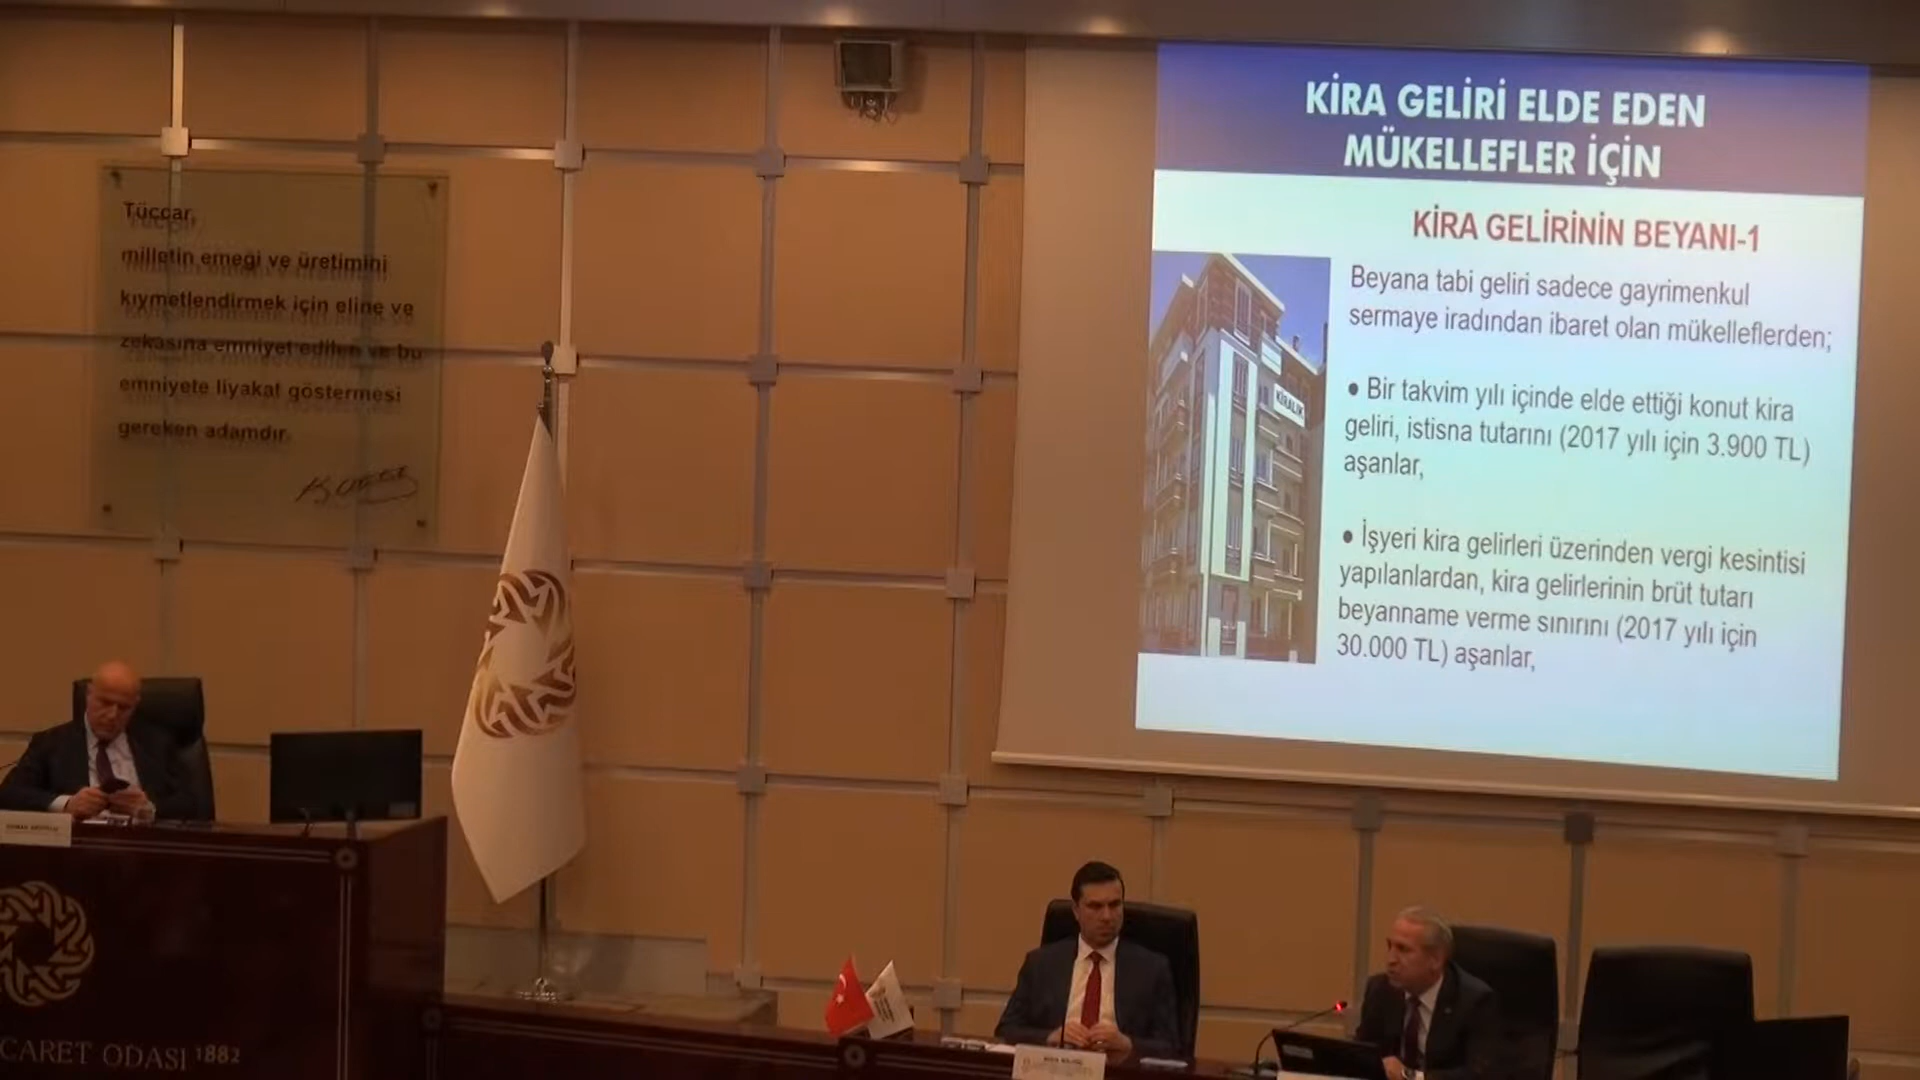 Tüccar,
milletin emeği ve üretimini
kıymetlendirmek için eline ve
zekasına emniyet edilen ve bu
emniyete liyakat göstermesi
gereken adamdır.
KİRA GELİRİ ELDE EDEN
MÜKELLEFLER İÇİN
KİRA GELİRİNİN BEYANI-1
KİRALIK
Beyana tabi geliri sadece gayrimenkul
sermaye iradından ibaret olan mükelleflerden;
● Bir takvim yılı içinde elde ettiği konut kira
geliri, istisna tutarını (2017 yılı için 3.900 TL)
aşanlar,
● İşyeri kira gelirleri üzerinden vergi kesintisi
yapılanlardan, kira gelirlerinin brüt tutarı
beyanname verme sınırını (2017 yılı için
30.000 TL) aşanlar,
CARET ODASI 1882